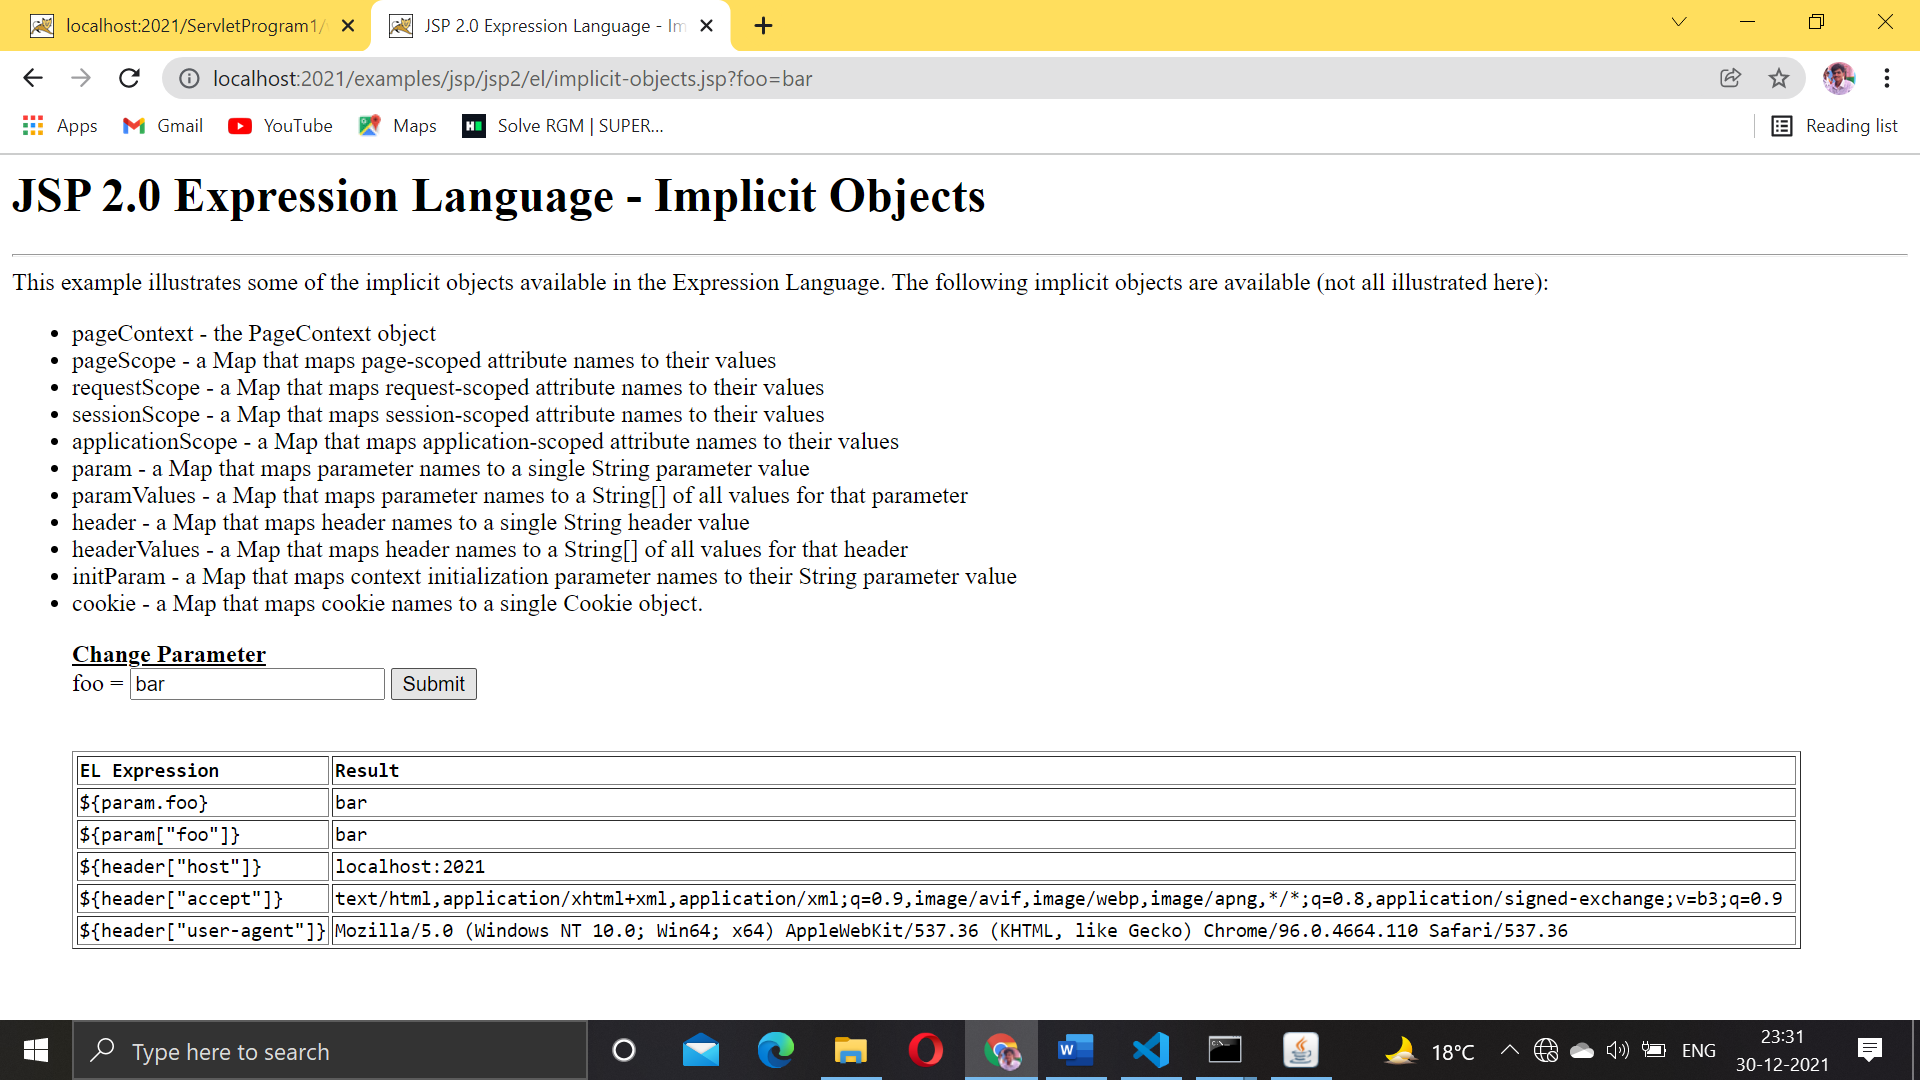 localhost:2021/ServletProgram1/
JSP 2.0 Expression Language - Im
localhost:2021/examples/jsp/jsp2/el/implicit-objects.jsp?foo=bar
Apps Gmail YouTube Maps Solve RGM | SUPER... Reading list
JSP 2.0 Expression Language - Implicit Objects
This example illustrates some of the implicit objects available in the Expression Language. The following implicit objects are available (not all illustrated here):
• pageContext - the PageContext object
• pageScope - a Map that maps page-scoped attribute names to their values
• requestScope - a Map that maps request-scoped attribute names to their values
• sessionScope - a Map that maps session-scoped attribute names to their values
• applicationScope - a Map that maps application-scoped attribute names to their values
• param - a Map that maps parameter names to a single String parameter value
• paramValues - a Map that maps parameter names to a String[] of all values for that parameter
• header - a Map that maps header names to a single String header value
• headerValues - a Map that maps header names to a String[] of all values for that header
• initParam - a Map that maps context initialization parameter names to their String parameter value
• cookie - a Map that maps cookie names to a single Cookie object.
Change Parameter
foo = bar Submit
EL Expression Result
${param.foo} bar
${param["foo"]} bar
${header["host"]} localhost:2021
${header["accept"]} text/html,application/xhtml+xml,application/xml;q=0.9,image/avif,image/webp,image/apng,*/*;q=0.8,application/signed-exchange;v=b3;q=0.9
${header["user-agent"]} Mozilla/5.0 (Windows NT 10.0; Win64; x64) AppleWebKit/537.36 (KHTML, like Gecko) Chrome/96.0.4664.110 Safari/537.36
Type here to search
18°C
ENG
23:31
30-12-2021